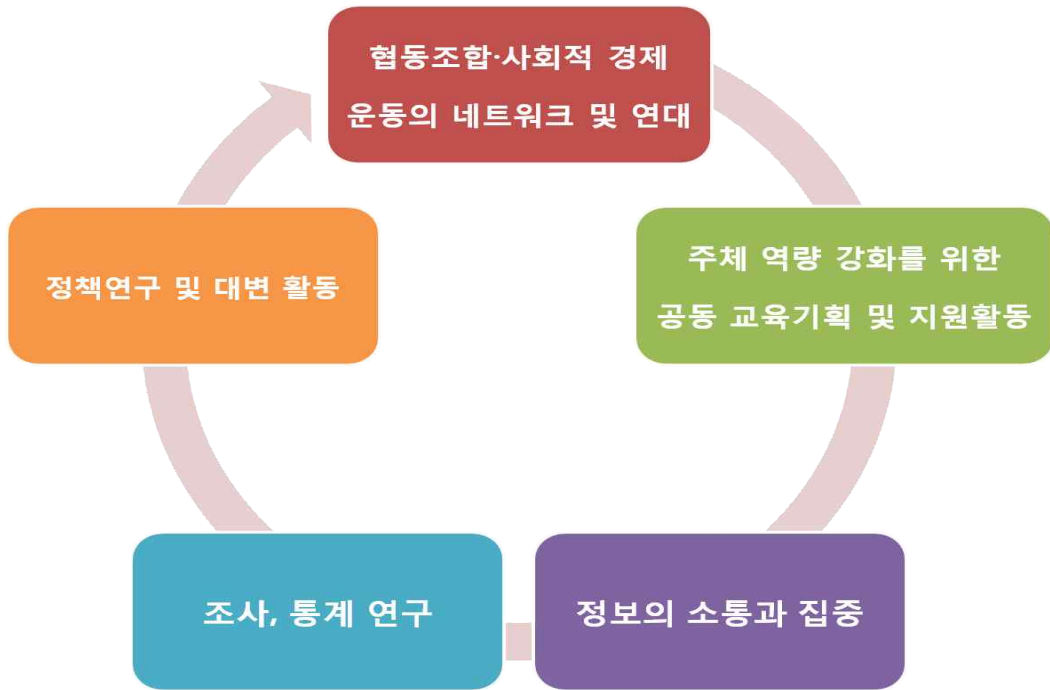 협동조합·사회적 경제
운동의 네트워크 및 연대
주체 역량 강화를 위한
공동 교육기획 및 지원활동
정보의 소통과 집중
조사, 통계 연구
정책연구 및 대변 활동